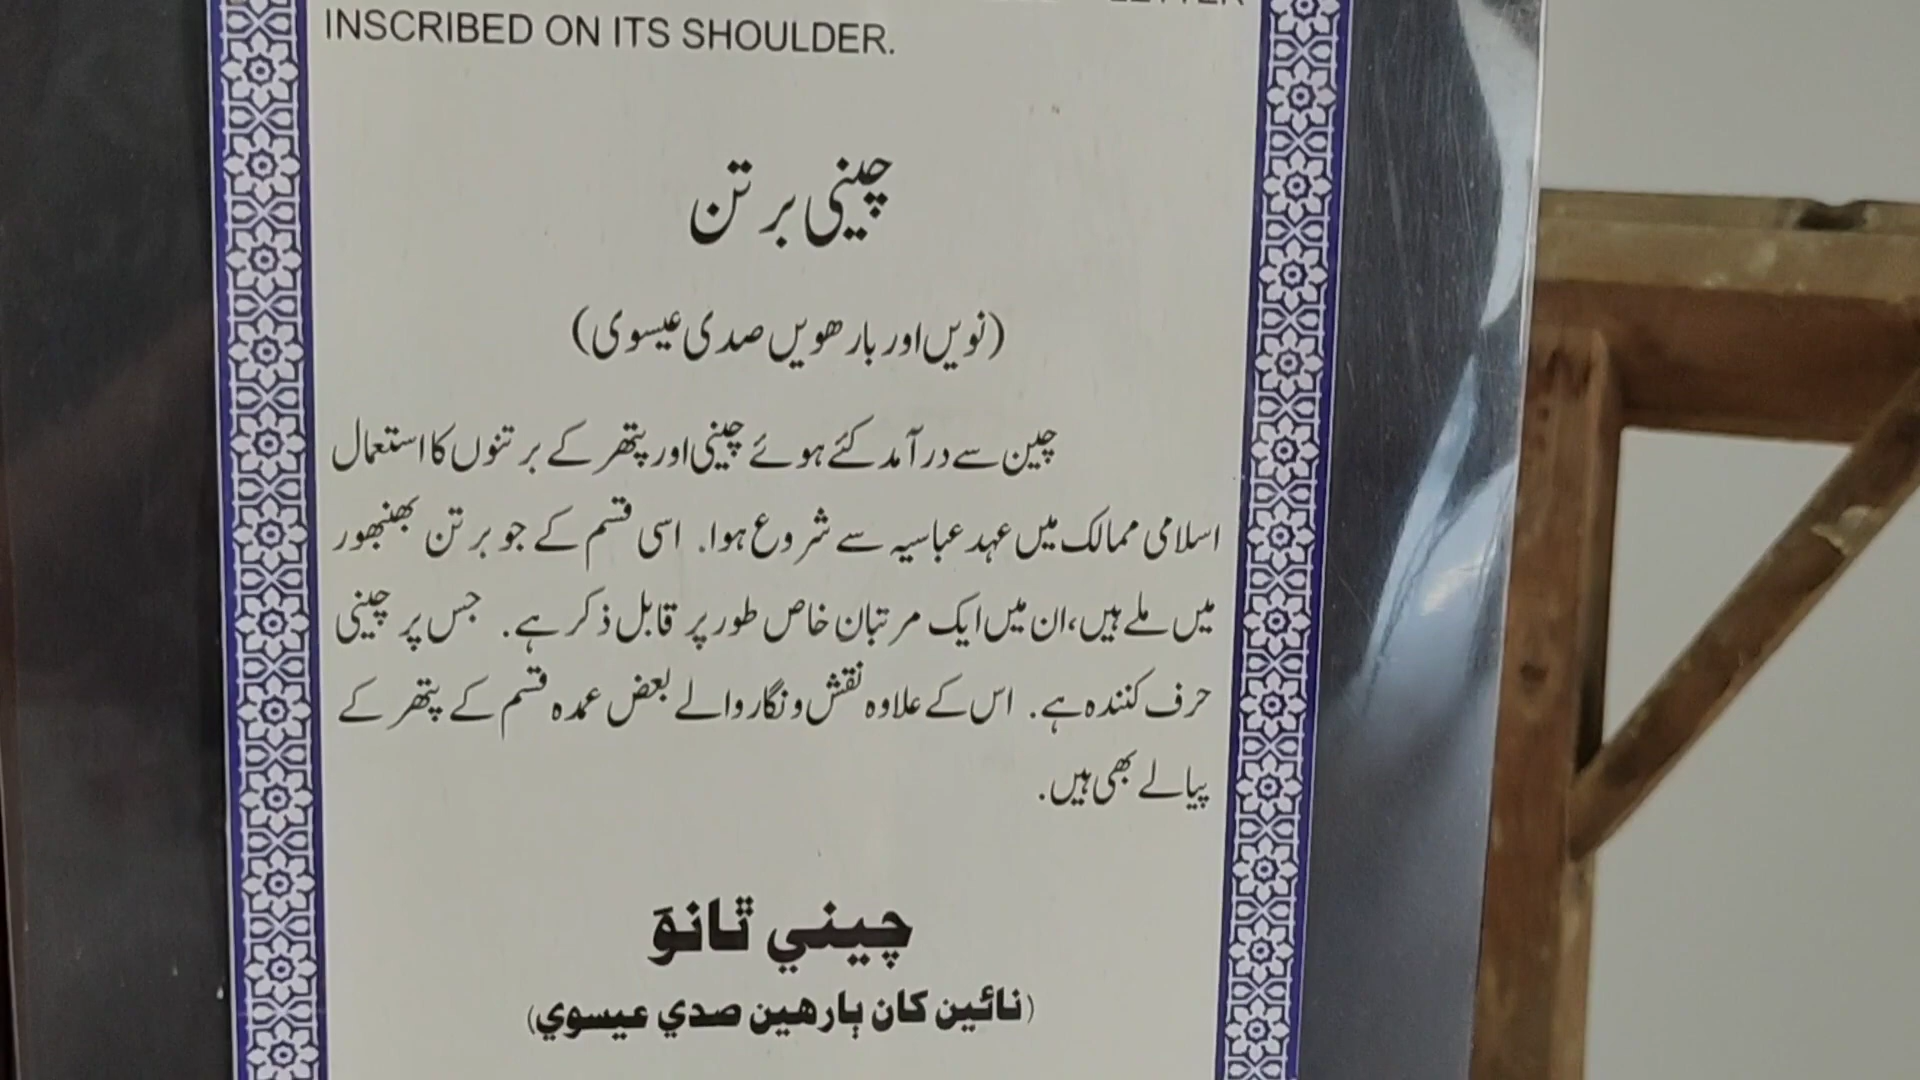 LETTER
INSCRIBED ON ITS SHOULDER.
چینی برتن
(نویں اور بارھویں صدی عیسوی)
چین سے درآمد کئے ہوئے چینی اور پتھر کے برتنوں کا استعمال
اسلامی ممالک میں عہد عباسیہ سے شروع ہوا۔ اسی قسم کے جو برتن بھنبھور
میں ملے ہیں، ان میں ایک مرتبان خاص طور پر قابل ذکر ہے۔ جس پر چینی
حرف کنندہ ہے۔ اس کے علاوہ نقش و نگار والے بعض عمدہ قسم کے پتھر کے
پیالے بھی ہیں۔
چيني ٿانوَ
(نائين کان ٻارهين صدي عيسوي)